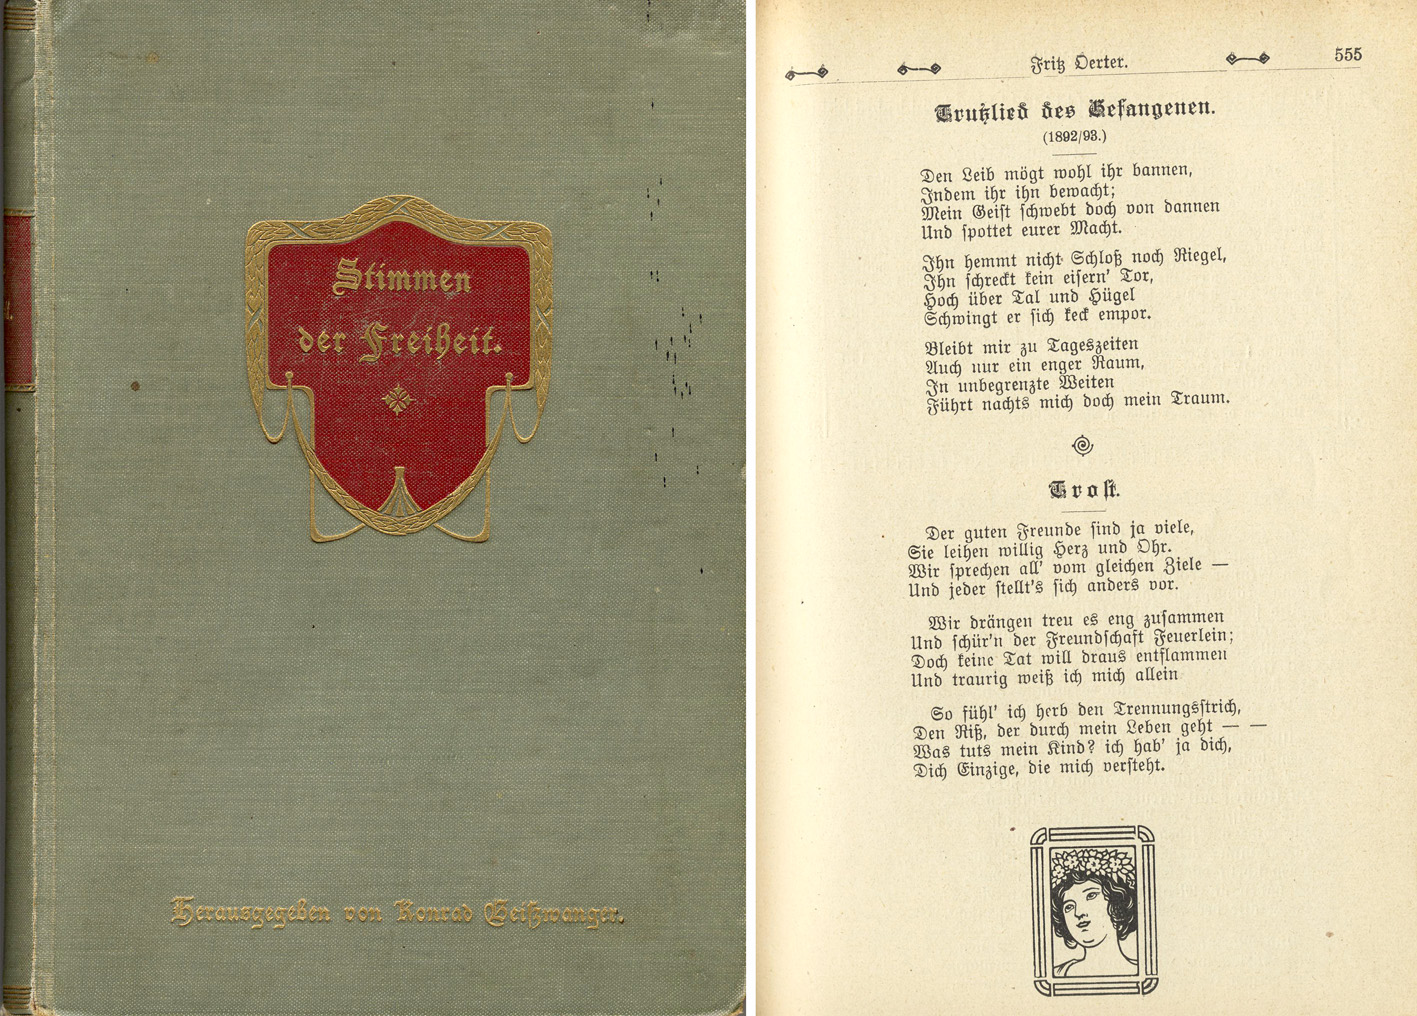 Stimmen
der Freiheit.
Herausgegeben von Konrad Beißwanger.
Fritz Oerter.
555
Trutzlied des Gefangenen.
(1892/93.)
Den Leib mögt wohl ihr bannen,
Indem ihr ihn bewacht;
Mein Geist schwebt doch von dannen
Und spottet eurer Macht.
Ihn hemmt nicht Schloß noch Riegel,
Ihn schreckt kein eisern' Tor,
Hoch über Tal und Hügel
Schwingt er sich keck empor.
Bleibt mir zu Tageszeiten
Auch nur ein enger Raum,
In unbegrenzte Weiten
Führt nachts mich doch mein Traum.
Trost.
Der guten Freunde sind ja viele,
Sie leihen willig Herz und Ohr.
Wir sprechen all' vom gleichen Ziele —
Und jeder stellt's sich anders vor.
Wir drängen treu es eng zusammen
Und schür'n der Freundschaft Feuerlein;
Doch keine Tat will draus entflammen
Und traurig weiß ich mich allein
So fühl' ich herb den Trennungsstrich,
Den Riß, der durch mein Leben geht — —
Was tuts mein Kind? ich hab' ja dich,
Dich Einzige, die mich versteht.